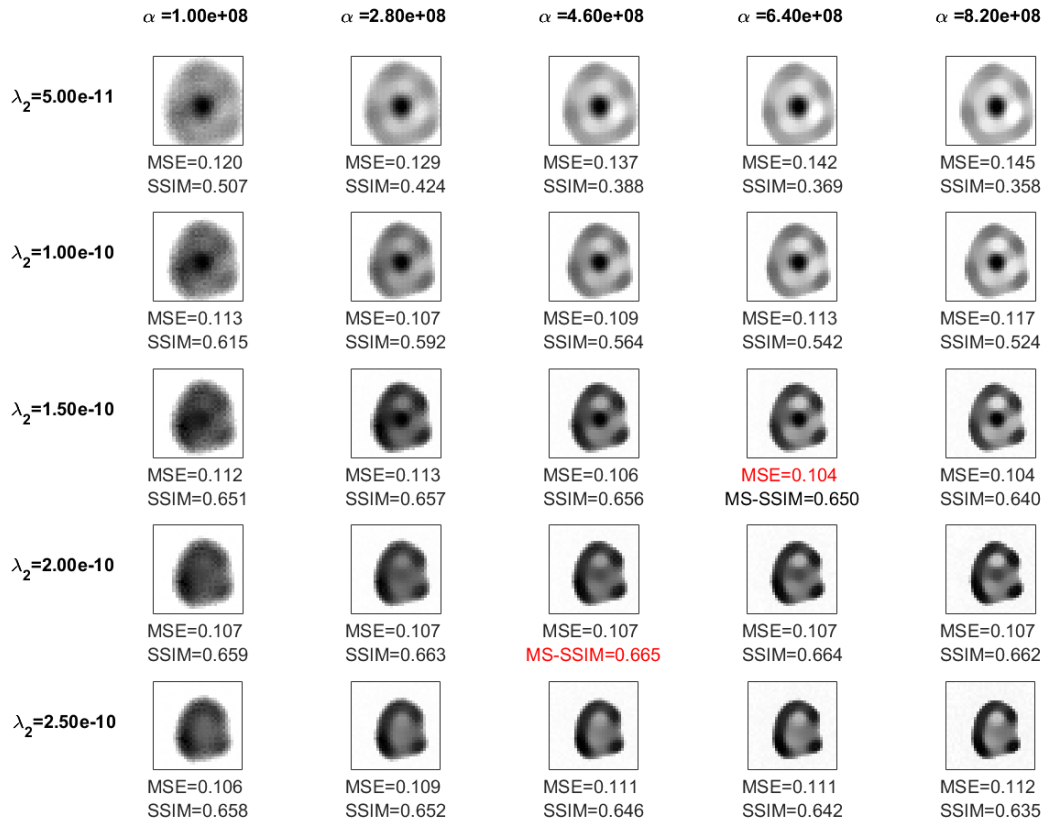 α =1.00e+08 α =2.80e+08 α =4.60e+08 α =6.40e+08 α =8.20e+08
λ2=5.00e-11
MSE=0.120 MSE=0.129 MSE=0.137 MSE=0.142 MSE=0.145
SSIM=0.507 SSIM=0.424 SSIM=0.388 SSIM=0.369 SSIM=0.358
λ2=1.00e-10
MSE=0.113 MSE=0.107 MSE=0.109 MSE=0.113 MSE=0.117
SSIM=0.615 SSIM=0.592 SSIM=0.564 SSIM=0.542 SSIM=0.524
λ2=1.50e-10
MSE=0.112 MSE=0.113 MSE=0.106 MSE=0.104 MSE=0.104
SSIM=0.651 SSIM=0.657 SSIM=0.656 MS-SSIM=0.650 SSIM=0.640
λ2=2.00e-10
MSE=0.107 MSE=0.107 MSE=0.107 MSE=0.107 MSE=0.107
SSIM=0.659 SSIM=0.663 MS-SSIM=0.665 SSIM=0.664 SSIM=0.662
λ2=2.50e-10
MSE=0.106 MSE=0.109 MSE=0.111 MSE=0.111 MSE=0.112
SSIM=0.658 SSIM=0.652 SSIM=0.646 SSIM=0.642 SSIM=0.635